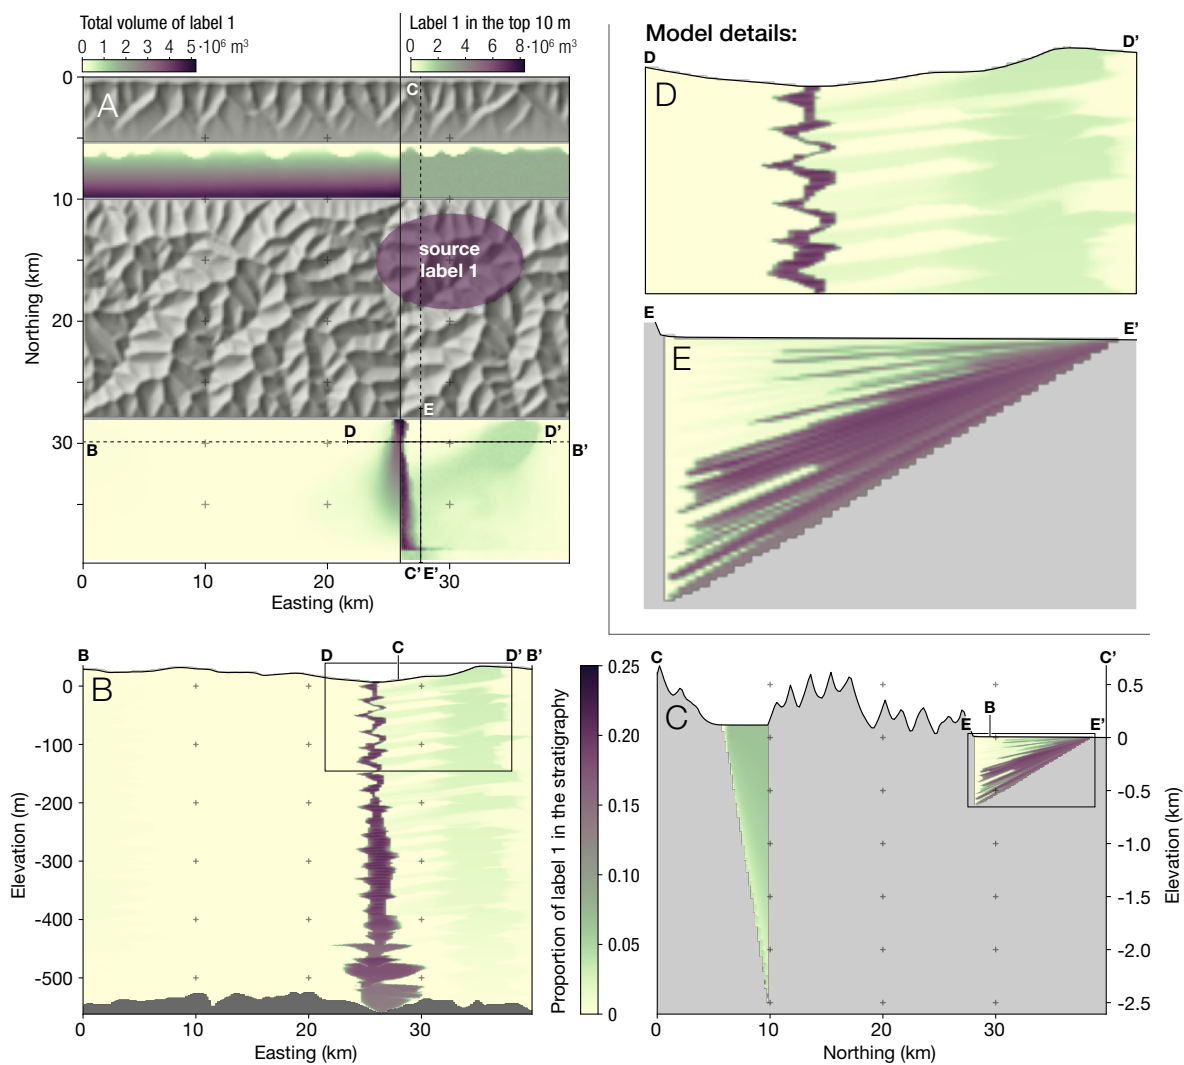 Total volume of label 1
0 1 2 3 4 5·10⁶ m³
Label 1 in the top 10 m
0 2 4 6 8·10⁶ m³
Model details:
A
C
source
label 1
E
D D’
B B’
C’ E’
0
10
20
30
Northing (km)
0 10 20 30
Easting (km)
D D’
D
E E’
E
B D C D’ B’
B
0
-100
-200
-300
-400
-500
Elevation (m)
0 10 20 30
Easting (km)
0.25
0.20
0.15
0.10
0.05
0
Proportion of label 1 in the stratigraphy
C C’
C
B
E E’
0.5
0
-0.5
-1.0
-1.5
-2.0
-2.5
Elevation (km)
0 10 20 30
Northing (km)